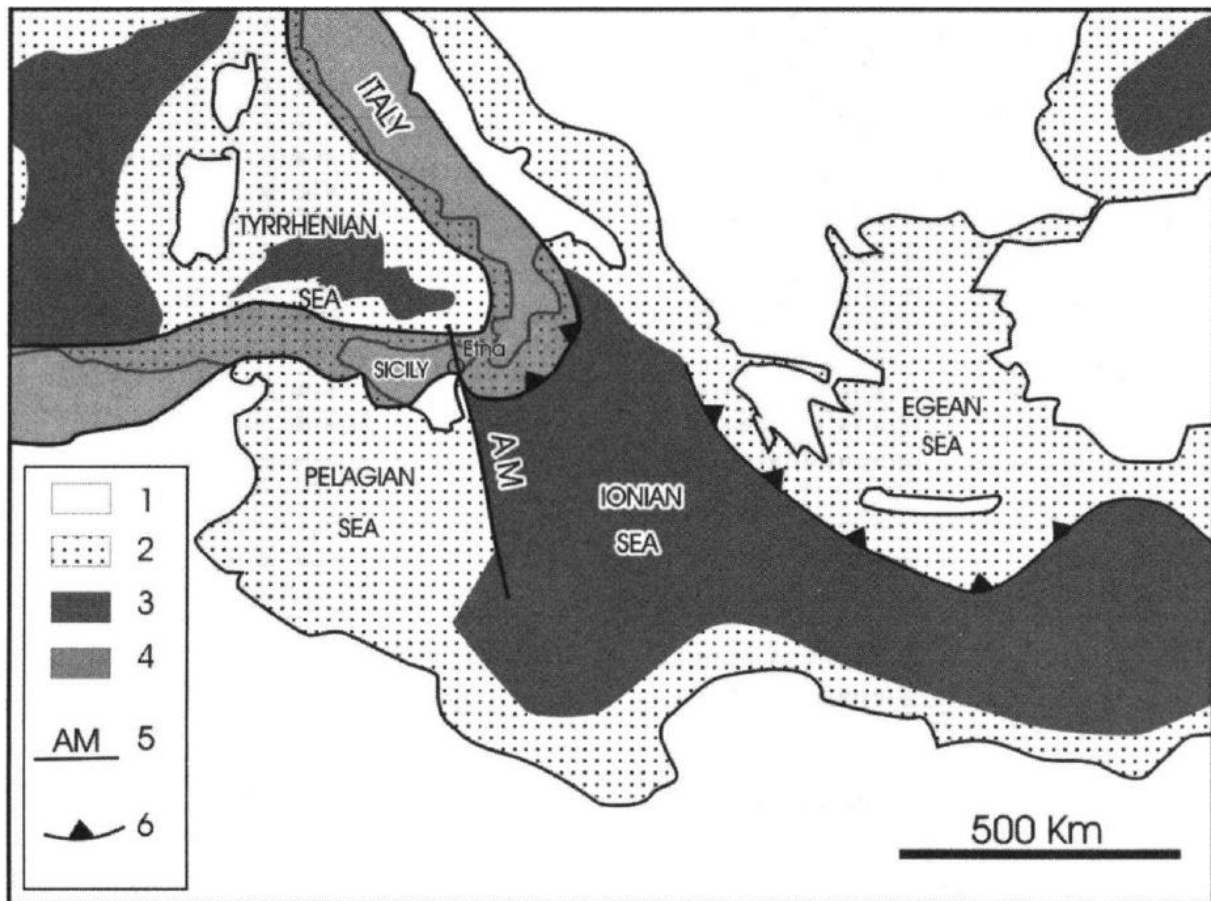 ITALY
TYRRHENIAN
SEA
Etna
SICILY
EGEAN
SEA
AM
PELAGIAN
SEA
IONIAN
SEA
1
2
3
4
AM 5
6
500 Km